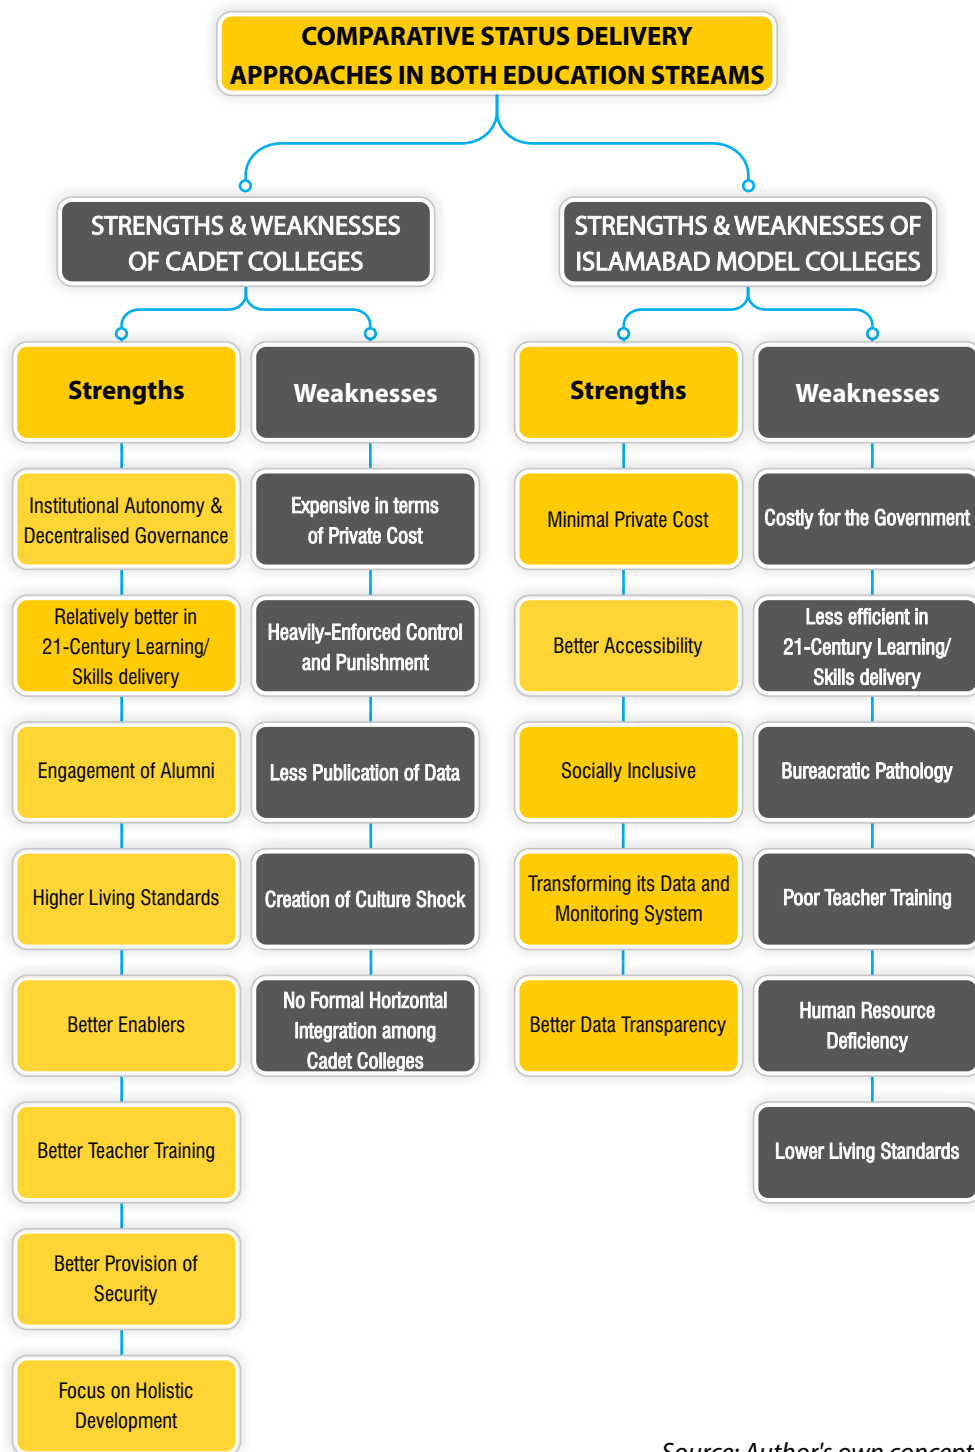 COMPARATIVE STATUS DELIVERY
APPROACHES IN BOTH EDUCATION STREAMS
STRENGTHS & WEAKNESSES
OF CADET COLLEGES
Strengths
Institutional Autonomy &
Decentralised Governance
Relatively better in
21-Century Learning/
Skills delivery
Engagement of Alumni
Higher Living Standards
Better Enablers
Better Teacher Training
Better Provision of
Security
Focus on Holistic
Development
Weaknesses
Expensive in terms
of Private Cost
Heavily-Enforced Control
and Punishment
Less Publication of Data
Creation of Culture Shock
No Formal Horizontal
Integration among
Cadet Colleges
STRENGTHS & WEAKNESSES OF
ISLAMABAD MODEL COLLEGES
Strengths
Minimal Private Cost
Better Accessibility
Socially Inclusive
Transforming its Data and
Monitoring System
Better Data Transparency
Weaknesses
Costly for the Government
Less efficient in
21-Century Learning/
Skills delivery
Bureacratic Pathology
Poor Teacher Training
Human Resource
Deficiency
Lower Living Standards
Source: Author's own concept